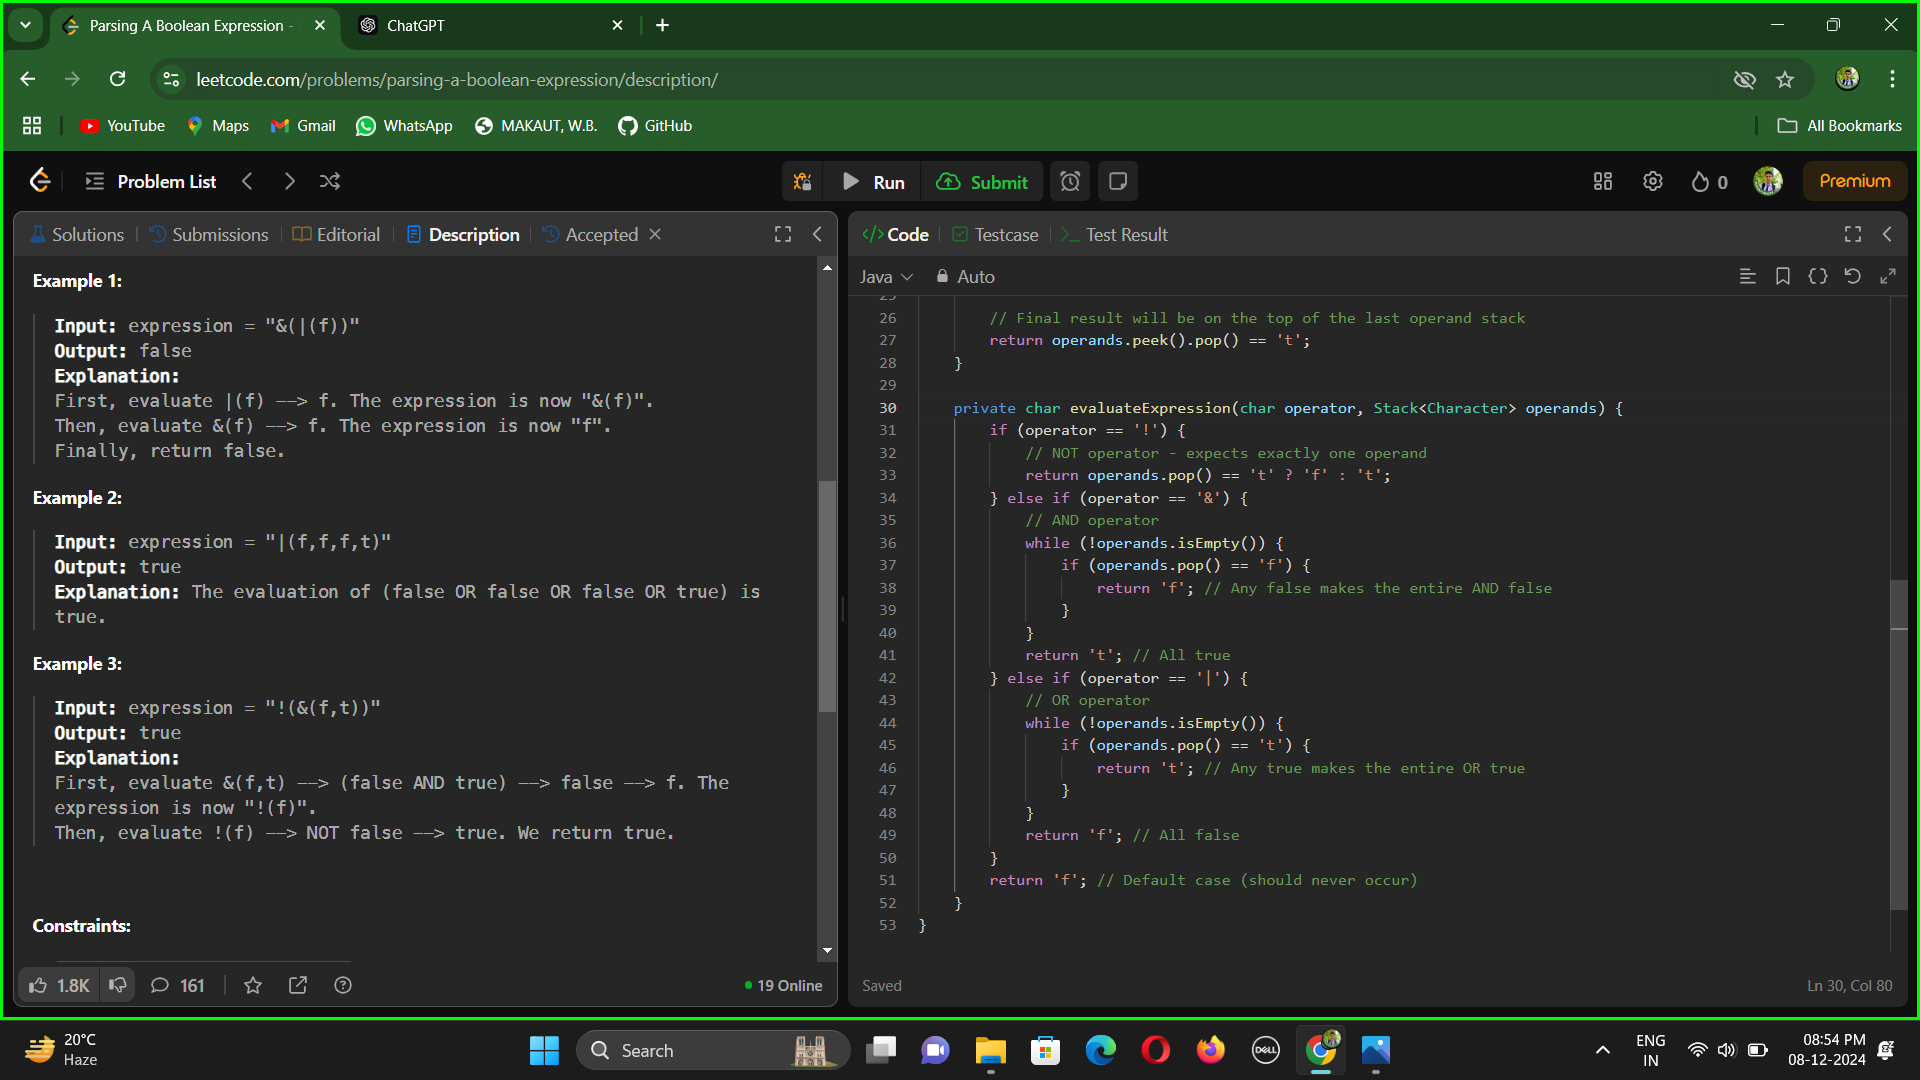 Parsing A Boolean Expression -
ChatGPT
leetcode.com/problems/parsing-a-boolean-expression/description/
YouTube
Maps
Gmail
WhatsApp
MAKAUT, W.B.
GitHub
All Bookmarks
Problem List
Run
Submit
0
Premium
Solutions
Submissions
Editorial
Description
Accepted
Example 1:
Input: expression = "&(|(f))"
Output: false
Explanation:
First, evaluate |(f) --> f. The expression is now "&(f)".
Then, evaluate &(f) --> f. The expression is now "f".
Finally, return false.
Example 2:
Input: expression = "|(f,f,f,t)"
Output: true
Explanation: The evaluation of (false OR false OR false OR true) is
true.
Example 3:
Input: expression = "!(&(f,t))"
Output: true
Explanation:
First, evaluate &(f,t) --> (false AND true) --> false --> f. The
expression is now "!(f)".
Then, evaluate !(f) --> NOT false --> true. We return true.
Constraints:
1.8K
161
19 Online
Code
Testcase
Test Result
Java
Auto
25
26 // Final result will be on the top of the last operand stack
27 return operands.peek().pop() == 't';
28 }
29
30 private char evaluateExpression(char operator, Stack<Character> operands) {
31 if (operator == '!') {
32 // NOT operator - expects exactly one operand
33 return operands.pop() == 't' ? 'f' : 't';
34 } else if (operator == '&') {
35 // AND operator
36 while (!operands.isEmpty()) {
37 if (operands.pop() == 'f') {
38 return 'f'; // Any false makes the entire AND false
39 }
40 }
41 return 't'; // All true
42 } else if (operator == '|') {
43 // OR operator
44 while (!operands.isEmpty()) {
45 if (operands.pop() == 't') {
46 return 't'; // Any true makes the entire OR true
47 }
48 }
49 return 'f'; // All false
50 }
51 return 'f'; // Default case (should never occur)
52 }
53 }
Saved
Ln 30, Col 80
20°C
Haze
Search
DELL
ENG
IN
08:54 PM
08-12-2024